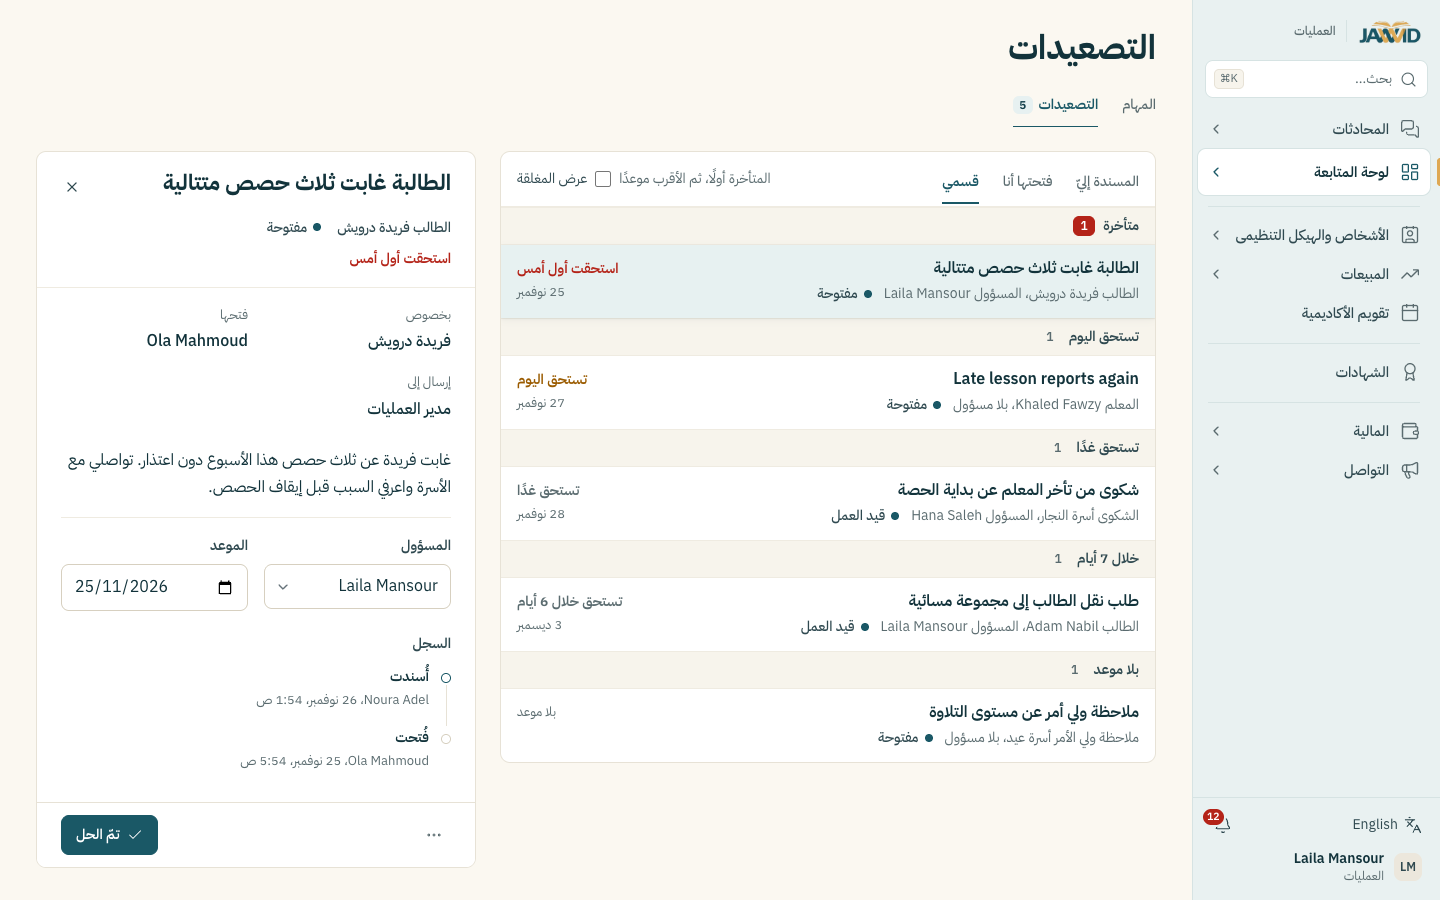 JAWWID
العمليات
بحث...
⌘K
المحادثات
لوحة المتابعة
الأشخاص والهيكل التنظيمي
المبيعات
تقويم الأكاديمية
الشهادات
المالية
التواصل
12
English
LM
Laila Mansour
العمليات
التصعيدات
المهام
التصعيدات 5
المسندة إليّ
فتحتها أنا
قسمي
المتأخرة أولًا، ثم الأقرب موعدًا
عرض المغلقة
متأخرة 1
الطالبة غابت ثلاث حصص متتالية
استحقت أول أمس
الطالب فريدة درويش، المسؤول Laila Mansour
مفتوحة
25 نوفمبر
تستحق اليوم 1
Late lesson reports again
تستحق اليوم
المعلم Khaled Fawzy، بلا مسؤول
مفتوحة
27 نوفمبر
تستحق غدًا 1
شكوى من تأخر المعلم عن بداية الحصة
تستحق غدًا
الشكوى أسرة النجار، المسؤول Hana Saleh
قيد العمل
28 نوفمبر
خلال 7 أيام 1
طلب نقل الطالب إلى مجموعة مسائية
تستحق خلال 6 أيام
الطالب Adam Nabil، المسؤول Laila Mansour
قيد العمل
3 ديسمبر
بلا موعد 1
ملاحظة ولي أمر عن مستوى التلاوة
بلا موعد
ملاحظة ولي الأمر أسرة عيد، بلا مسؤول
مفتوحة
الطالبة غابت ثلاث حصص متتالية
الطالب فريدة درويش
مفتوحة
استحقت أول أمس
بخصوص
فتحها
فريدة درويش
Ola Mahmoud
إرسال إلى
مدير العمليات
غابت فريدة عن ثلاث حصص هذا الأسبوع دون اعتذار. تواصلي مع
الأسرة واعرفي السبب قبل إيقاف الحصص.
المسؤول
الموعد
Laila Mansour
25/11/2026
السجل
أُسندت
Noura Adel، 26 نوفمبر، 1:54 ص
فُتحت
Ola Mahmoud، 25 نوفمبر، 5:54 ص
تمّ الحل